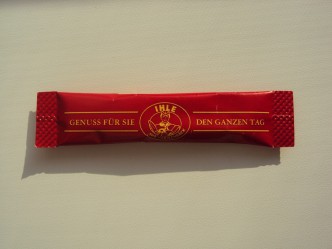 IHLE
GENUSS FÜR SIE DEN GANZEN TAG